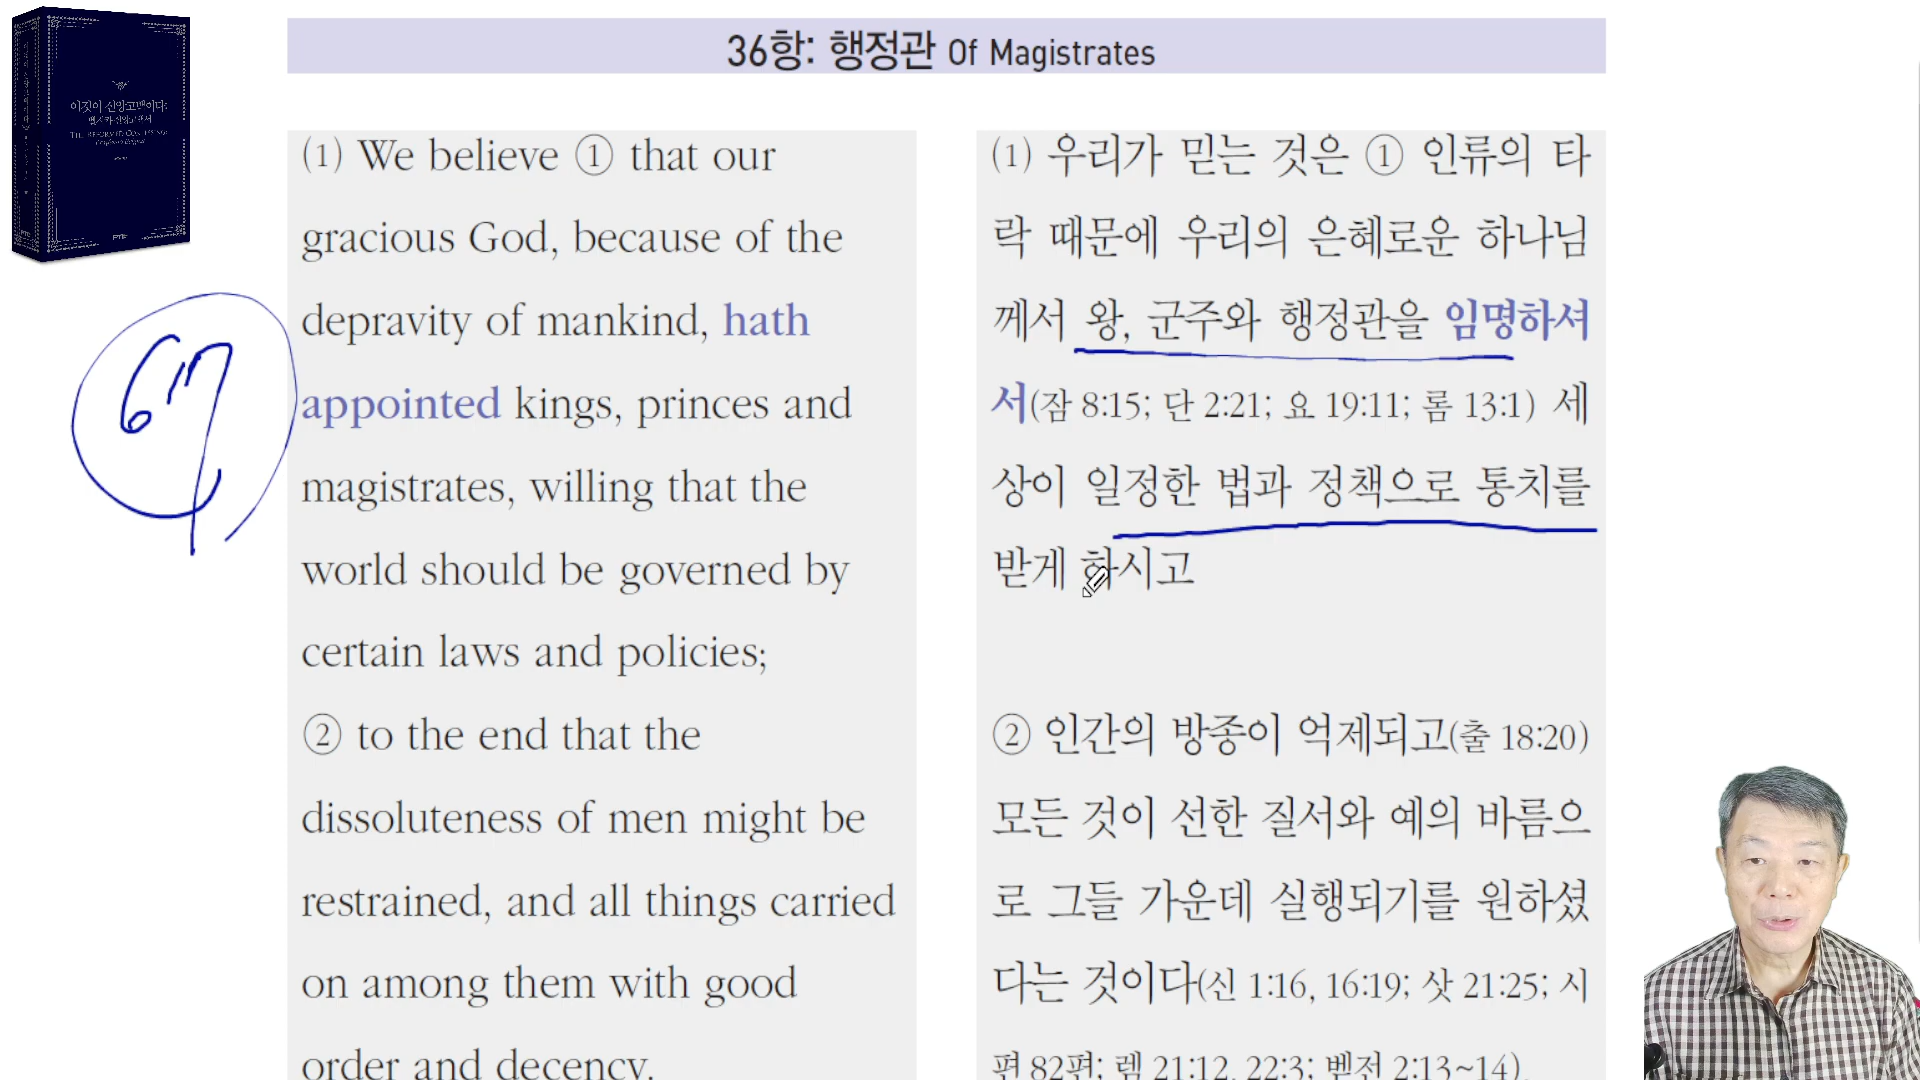 이것이 신앙고백이다:
36항: 행정관 Of Magistrates
(1) We believe ① that our
gracious God, because of the
depravity of mankind, hath
appointed kings, princes and
magistrates, willing that the
world should be governed by
certain laws and policies;
② to the end that the
dissoluteness of men might be
restrained, and all things carried
on among them with good
order and decency.
(1) 우리가 믿는 것은 ① 인류의 타
락 때문에 우리의 은혜로운 하나님
께서 왕, 군주와 행정관을 임명하셔
서(잠 8:15; 단 2:21; 요 19:11; 롬 13:1) 세
상이 일정한 법과 정책으로 통치를
받게 하시고
② 인간의 방종이 억제되고(출 18:20)
모든 것이 선한 질서와 예의 바름으
로 그들 가운데 실행되기를 원하셨
다는 것이다(신 1:16, 16:19; 삿 21:25; 시
편 82편; 렘 21:12, 22:3; 벧전 2:13~14).